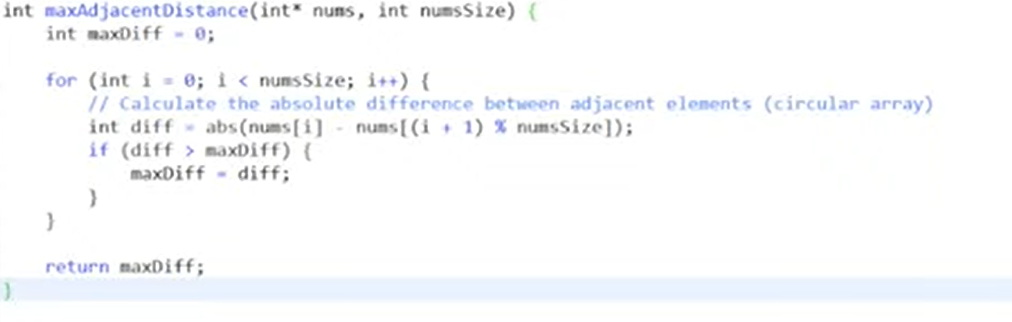 int maxAdjacentDistance(int* nums, int numsSize) {
int maxDiff = 0;
for (int i = 0; i < numsSize; i++) {
// Calculate the absolute difference between adjacent elements (circular array)
int diff = abs(nums[i] - nums[(i + 1) % numsSize]);
if (diff > maxDiff) {
maxDiff = diff;
}
}
return maxDiff;
}